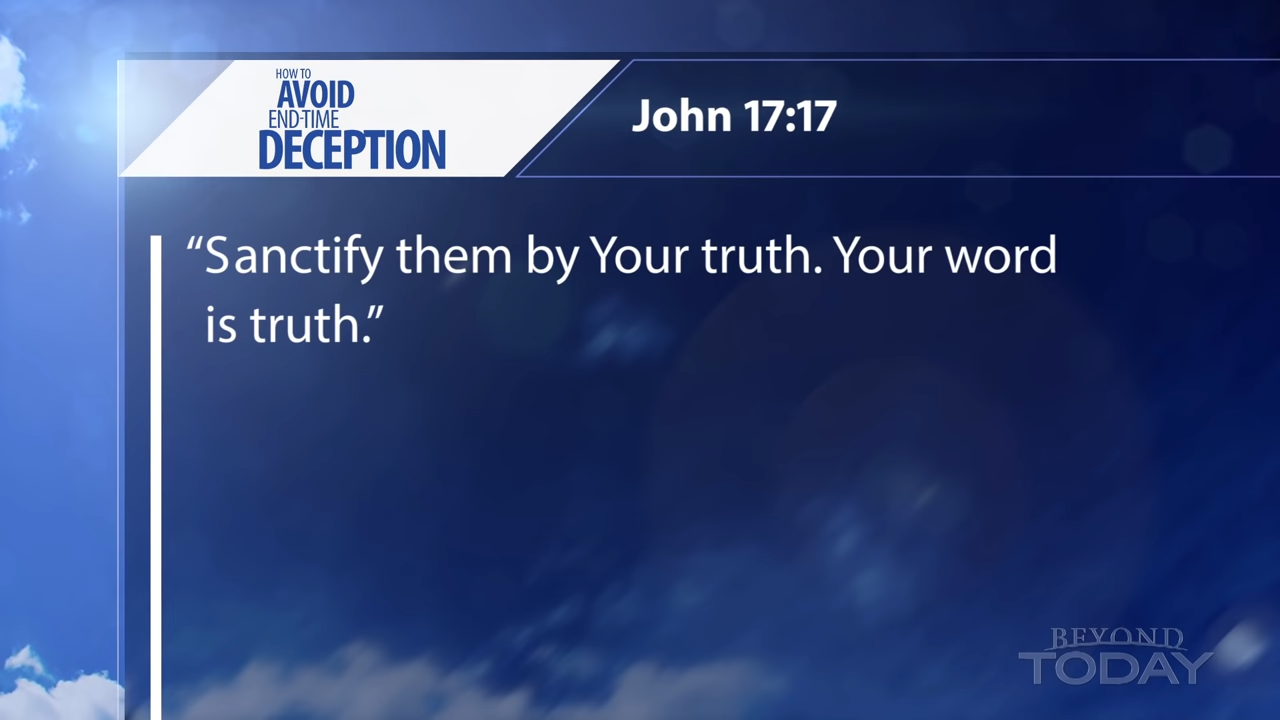 HOW TO
AVOID
END-TIME
DECEPTION
John 17:17
“Sanctify them by Your truth. Your word
is truth.”
BEYOND
TODAY